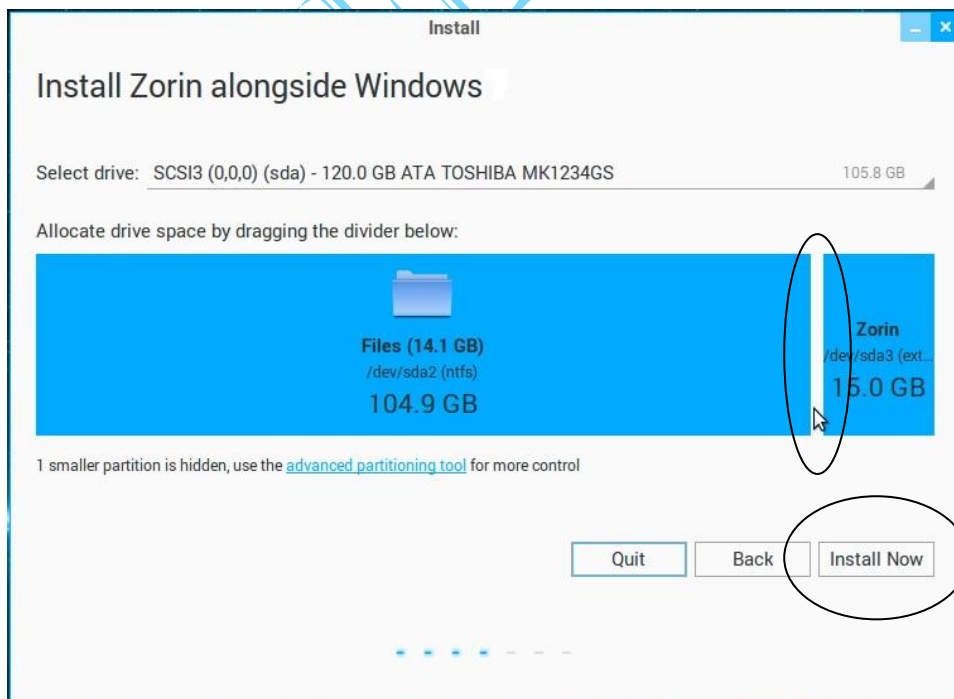 Install
Install Zorin alongside Windows
Select drive: SCSI3 (0,0,0) (sda) - 120.0 GB ATA TOSHIBA MK1234GS 105.8 GB
Allocate drive space by dragging the divider below:
Files (14.1 GB)
/dev/sda2 (ntfs)
104.9 GB
Zorin
/dev/sda3 (ext...
15.0 GB
1 smaller partition is hidden, use the advanced partitioning tool for more control
Quit Back Install Now